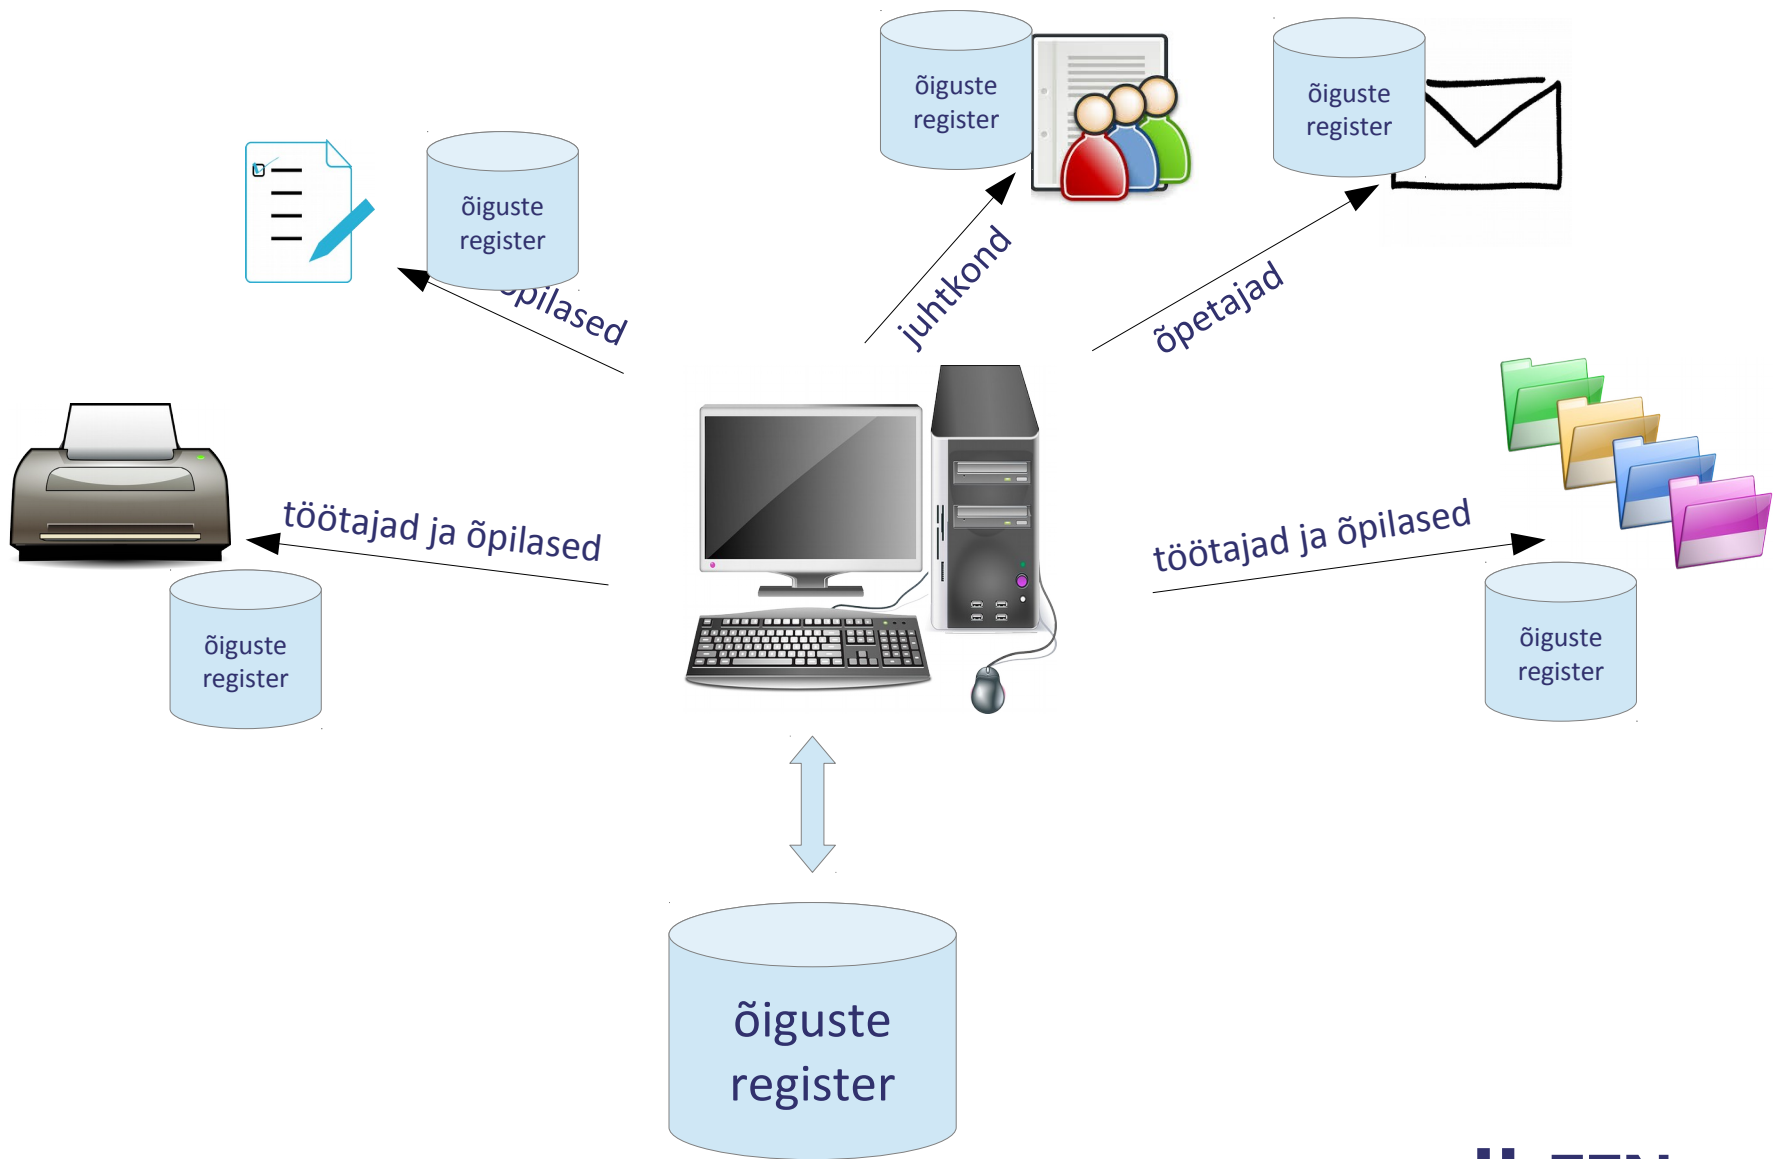 õiguste
register
õiguste
register
õiguste
register
õpilased
juhtkond
õpetajad
töötajad ja õpilased
töötajad ja õpilased
õiguste
register
õiguste
register
õiguste
register